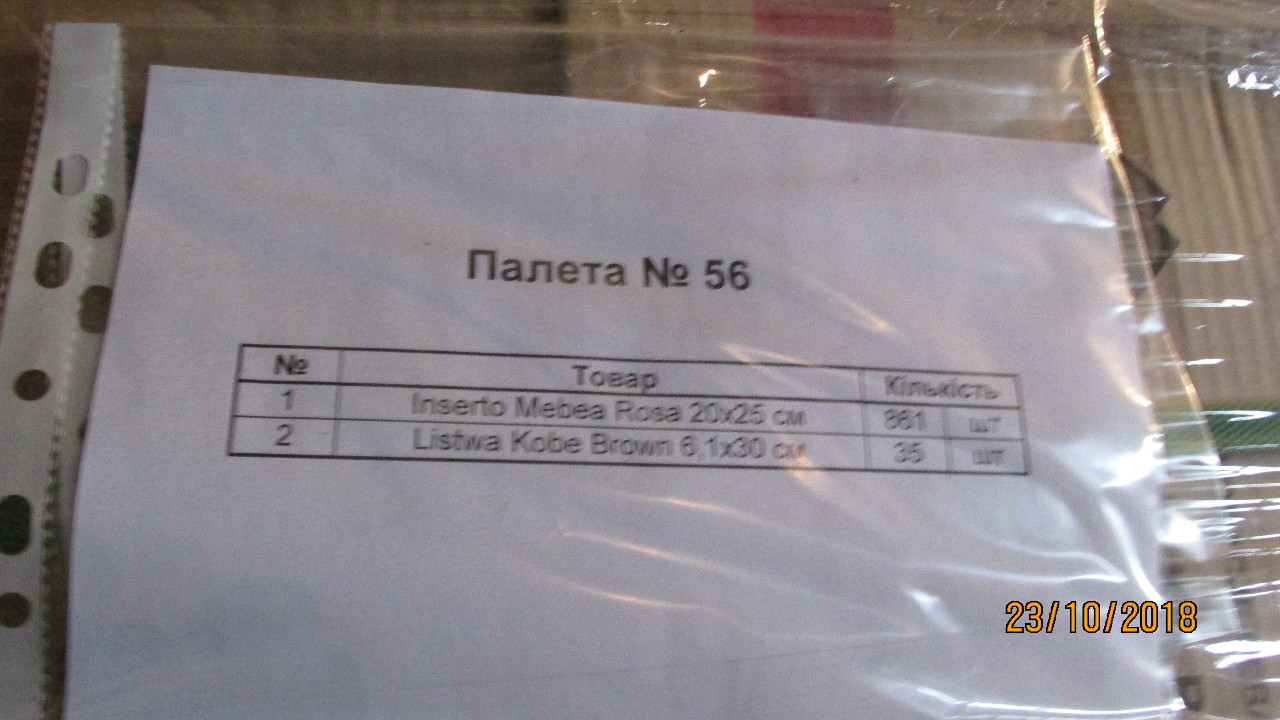 Палета № 56
№ Товар Кількість
1 Inserto Mebea Rosa 20x25 см 861 шт
2 Listwa Kobe Brown 6,1x30 см 35 шт
23/10/2018